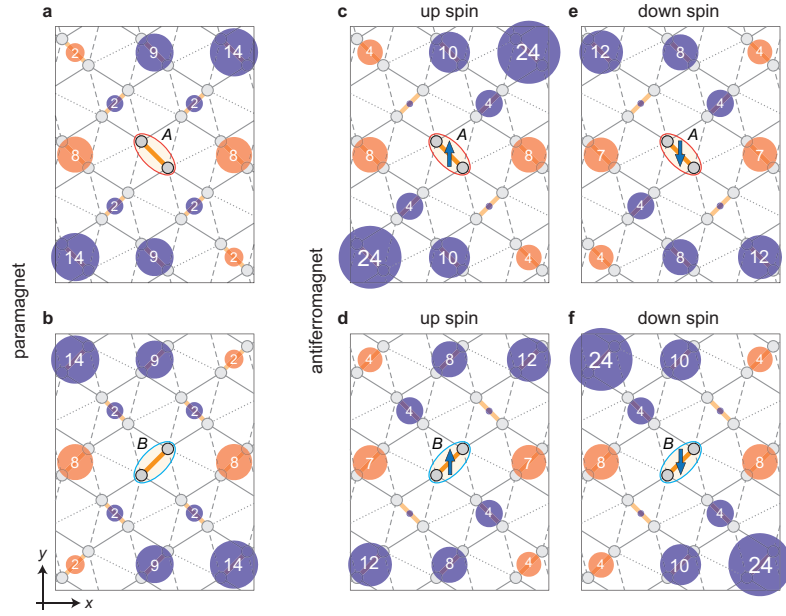 a c up spin e down spin
2 9 14 4 10 24 12 8 4
2 2 4 4
A A A
8 8 8 8 7 7
2 2 4 4
14 9 2 24 10 4 4 8 12
paramagnet antiferromagnet
b d up spin f down spin
14 9 2 4 8 12 24 10 4
2 2 4 4
B B B
8 8 7 7 8 8
2 2 4 4
2 9 14 12 8 4 4 10 24
y
x